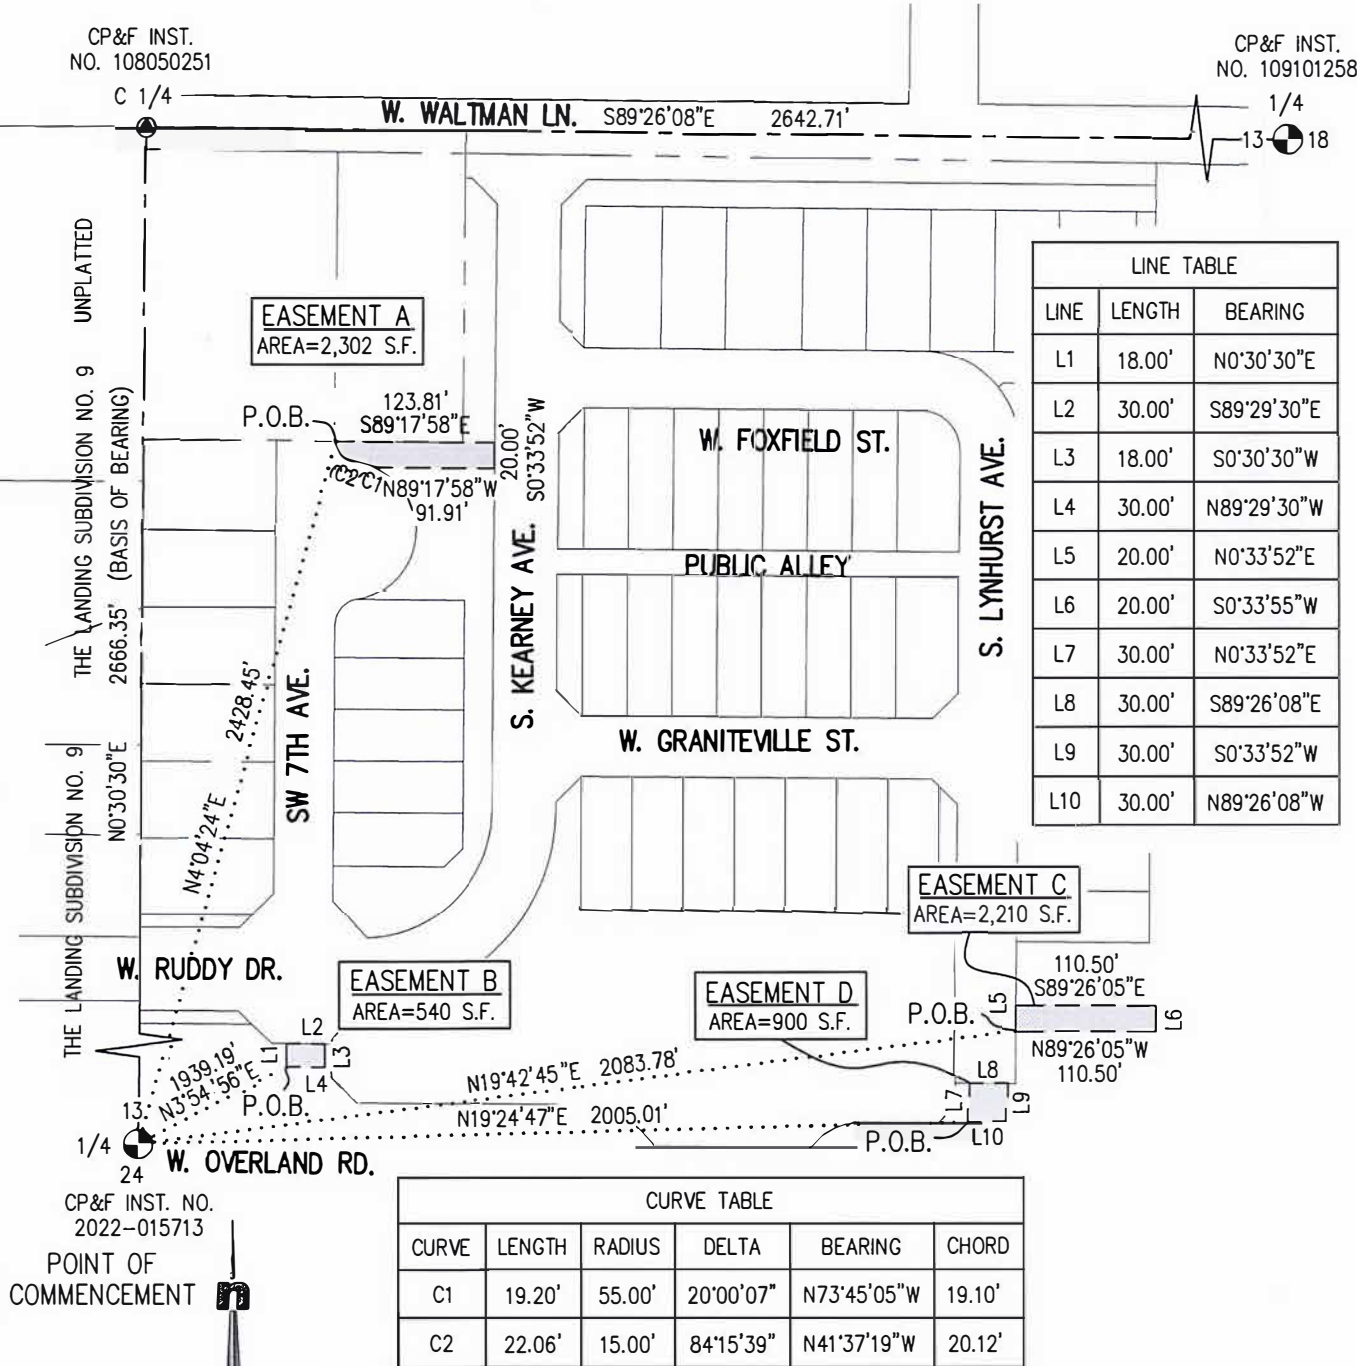 CP&F INST.
NO. 108050251
C 1/4
CP&F INST.
NO. 109101258
1/4
13 18
W. WALTMAN LN. S89°26'08"E 2642.71'
THE LANDING SUBDIVISION NO. 9 UNPLATTED
N0°30'30"E 2666.35' (BASIS OF BEARING)
THE LANDING SUBDIVISION NO. 9
EASEMENT A
AREA=2,302 S.F.
P.O.B.
123.81'
S89°17'58"E
20.00'
S0°33'52"W
C2 C1
N89°17'58"W
91.91'
W. FOXFIELD ST.
PUBLIC ALLEY
S. KEARNEY AVE.
S. LYNHURST AVE.
W. GRANITEVILLE ST.
SW 7TH AVE.
N4°04'24"E 2428.45'
W. RUDDY DR.
EASEMENT B
AREA=540 S.F.
L1
L2
L3
L4
P.O.B.
1939.19'
N3°54'56"E
EASEMENT C
AREA=2,210 S.F.
110.50'
S89°26'05"E
L5
L6
P.O.B.
N89°26'05"W
110.50'
EASEMENT D
AREA=900 S.F.
L7
L8
L9
L10
P.O.B.
N19°42'45"E 2083.78'
N19°24'47"E 2005.01'
13
1/4
24
W. OVERLAND RD.
CP&F INST. NO.
2022-015713
POINT OF
COMMENCEMENT
n
LINE TABLE
LINE LENGTH BEARING
L1 18.00' N0°30'30"E
L2 30.00' S89°29'30"E
L3 18.00' S0°30'30"W
L4 30.00' N89°29'30"W
L5 20.00' N0°33'52"E
L6 20.00' S0°33'55"W
L7 30.00' N0°33'52"E
L8 30.00' S89°26'08"E
L9 30.00' S0°33'52"W
L10 30.00' N89°26'08"W
CURVE TABLE
CURVE LENGTH RADIUS DELTA BEARING CHORD
C1 19.20' 55.00' 20°00'07" N73°45'05"W 19.10'
C2 22.06' 15.00' 84°15'39" N41°37'19"W 20.12'